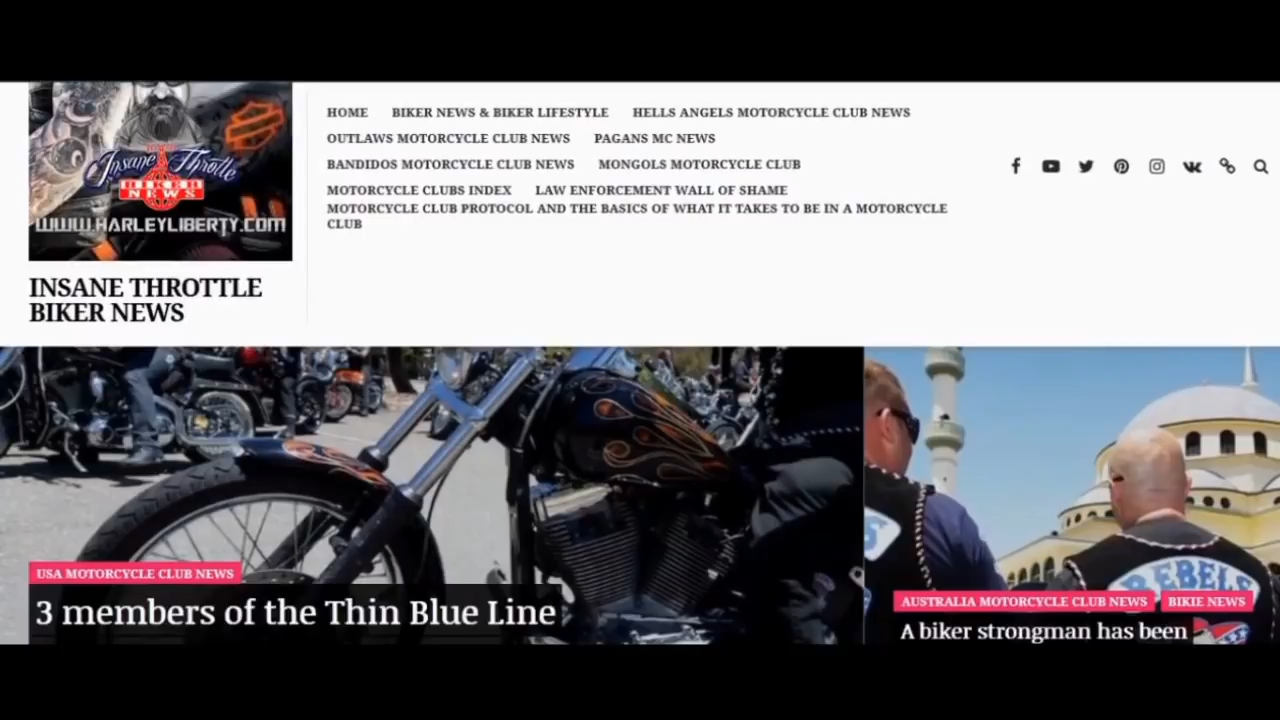 Insane Throttle
BIKER
NEWS
WWW.HARLEYLIBERTY.COM
INSANE THROTTLE
BIKER NEWS
HOME BIKER NEWS & BIKER LIFESTYLE HELLS ANGELS MOTORCYCLE CLUB NEWS
OUTLAWS MOTORCYCLE CLUB NEWS PAGANS MC NEWS
BANDIDOS MOTORCYCLE CLUB NEWS MONGOLS MOTORCYCLE CLUB
MOTORCYCLE CLUBS INDEX LAW ENFORCEMENT WALL OF SHAME
MOTORCYCLE CLUB PROTOCOL AND THE BASICS OF WHAT IT TAKES TO BE IN A MOTORCYCLE
CLUB
USA MOTORCYCLE CLUB NEWS
3 members of the Thin Blue Line
REBELS
AUSTRALIA MOTORCYCLE CLUB NEWS BIKIE NEWS
A biker strongman has been